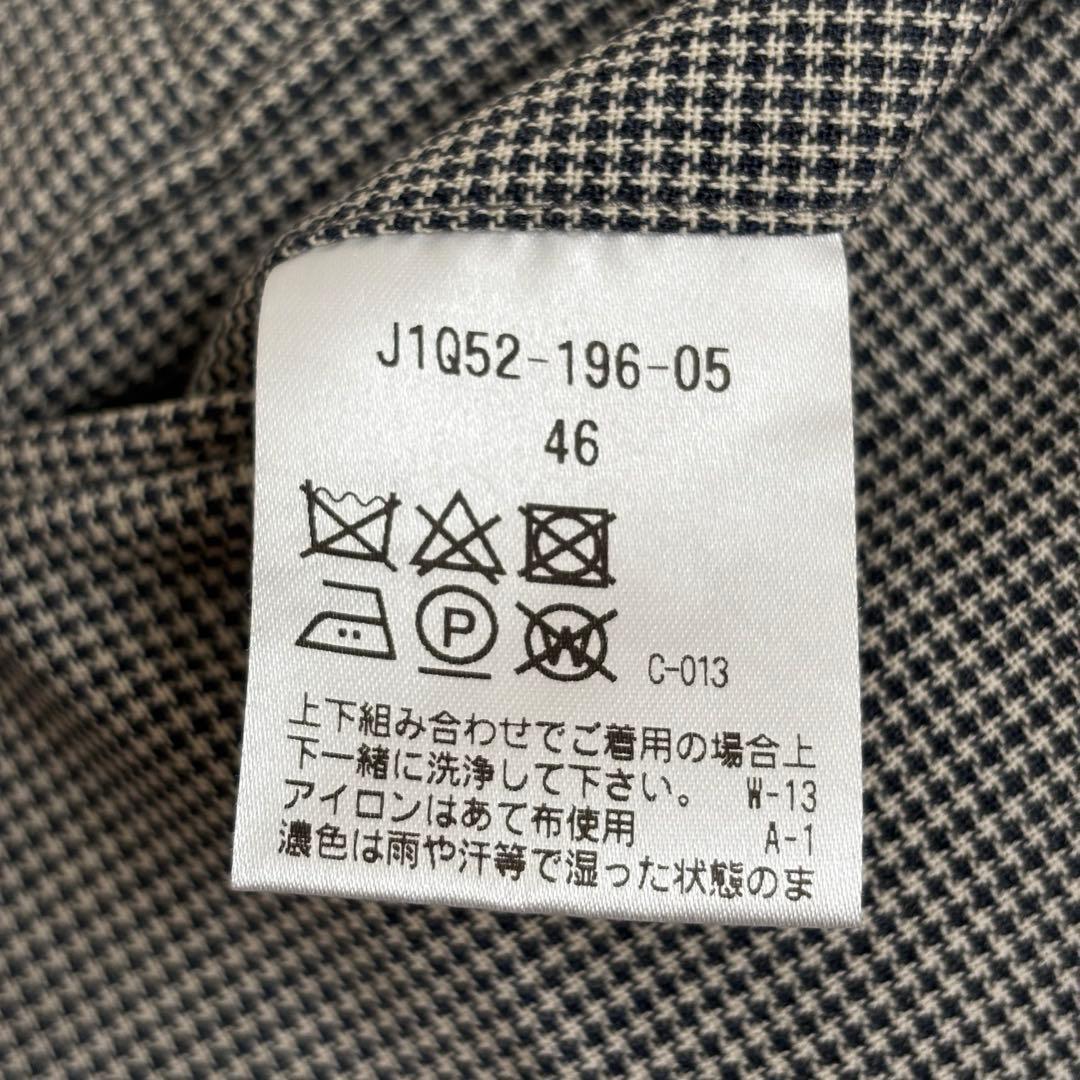 J1Q52-196-05
46
P
W
C-013
上下組み合わせでご着用の場合上
下一緒に洗浄して下さい。 W-13
アイロンはあて布使用 A-1
濃色は雨や汗等で湿った状態のま